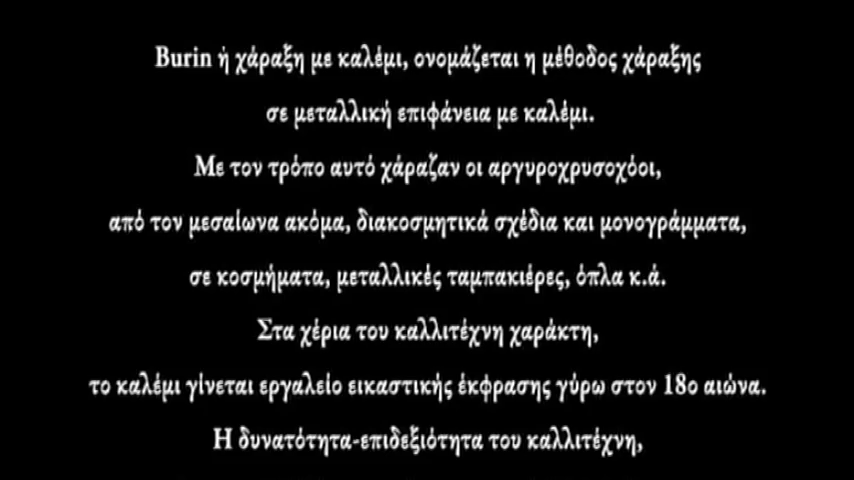 Burin ή χάραξη με καλέμι, ονομάζεται η μέθοδος χάραξης
σε μεταλλική επιφάνεια με καλέμι.
Με τον τρόπο αυτό χάραζαν οι αργυροχρυσοχόοι,
από τον μεσαίωνα ακόμα, διακοσμητικά σχέδια και μονογράμματα,
σε κοσμήματα, μεταλλικές ταμπακιέρες, όπλα κ.ά.
Στα χέρια του καλλιτέχνη χαράκτη,
το καλέμι γίνεται εργαλείο εικαστικής έκφρασης γύρω στον 18ο αιώνα.
Η δυνατότητα-επιδεξιότητα του καλλιτέχνη,